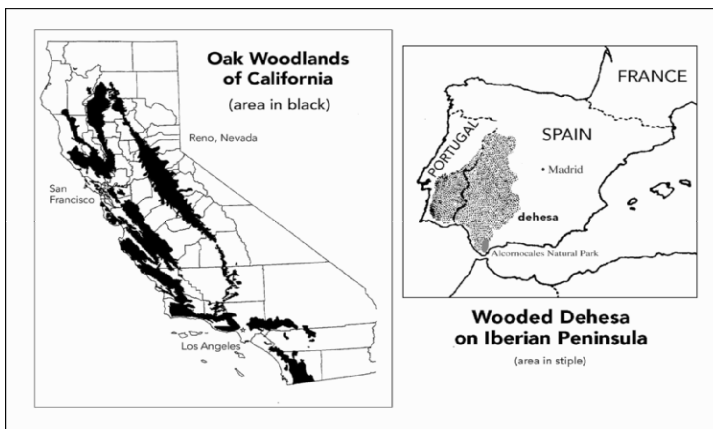 Oak Woodlands
of California
(area in black)
Reno, Nevada
San
Francisco
Los Angeles
FRANCE
PORTUGAL
SPAIN
• Madrid
dehesa
Alcornocales Natural Park
Wooded Dehesa
on Iberian Peninsula
(area in stiple)